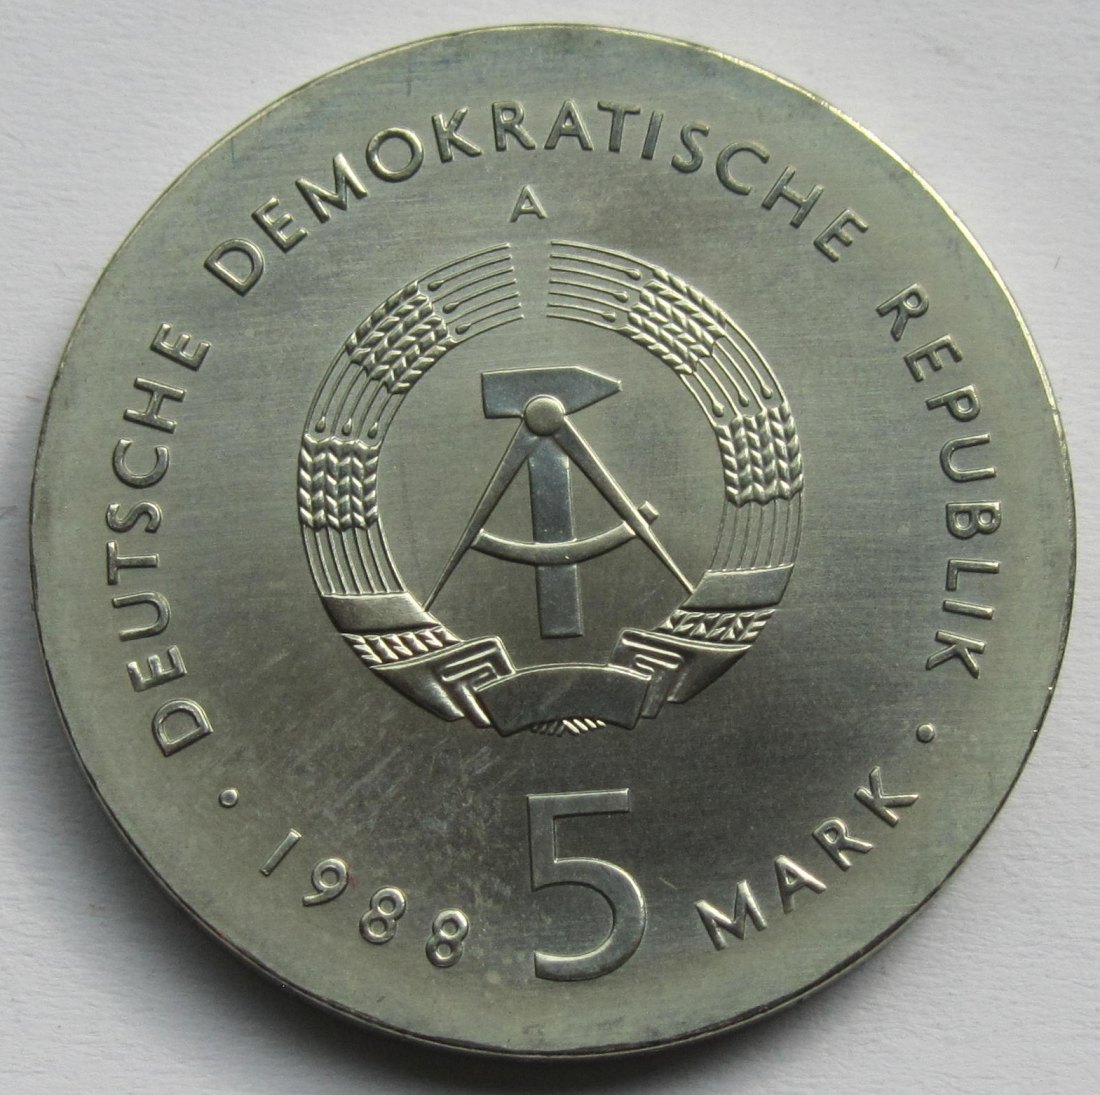 DEUTSCHE DEMOKRATISCHE REPUBLIK
A
· 1988
5
MARK ·